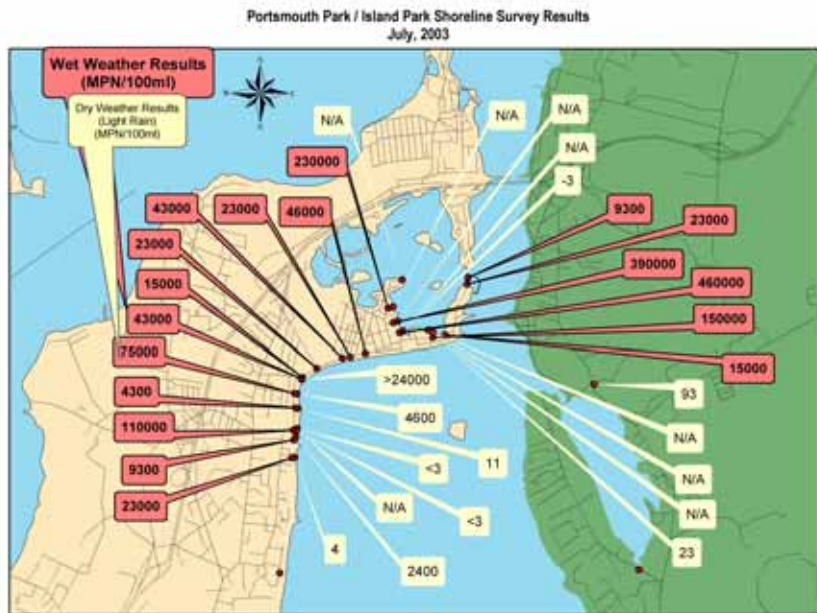 Portsmouth Park / Island Park Shoreline Survey Results
July, 2003
Wet Weather Results
(MPN/100ml)
Dry Weather Results
(Light Rain)
(MPN/100ml)
N/A
N/A
N/A
N/A
-3
230000
43000
23000
46000
9300
23000
23000
390000
15000
460000
43000
150000
75000
15000
>24000
93
4300
4600
N/A
110000
11
<3
N/A
9300
N/A
<3
N/A
23000
4
2400
23